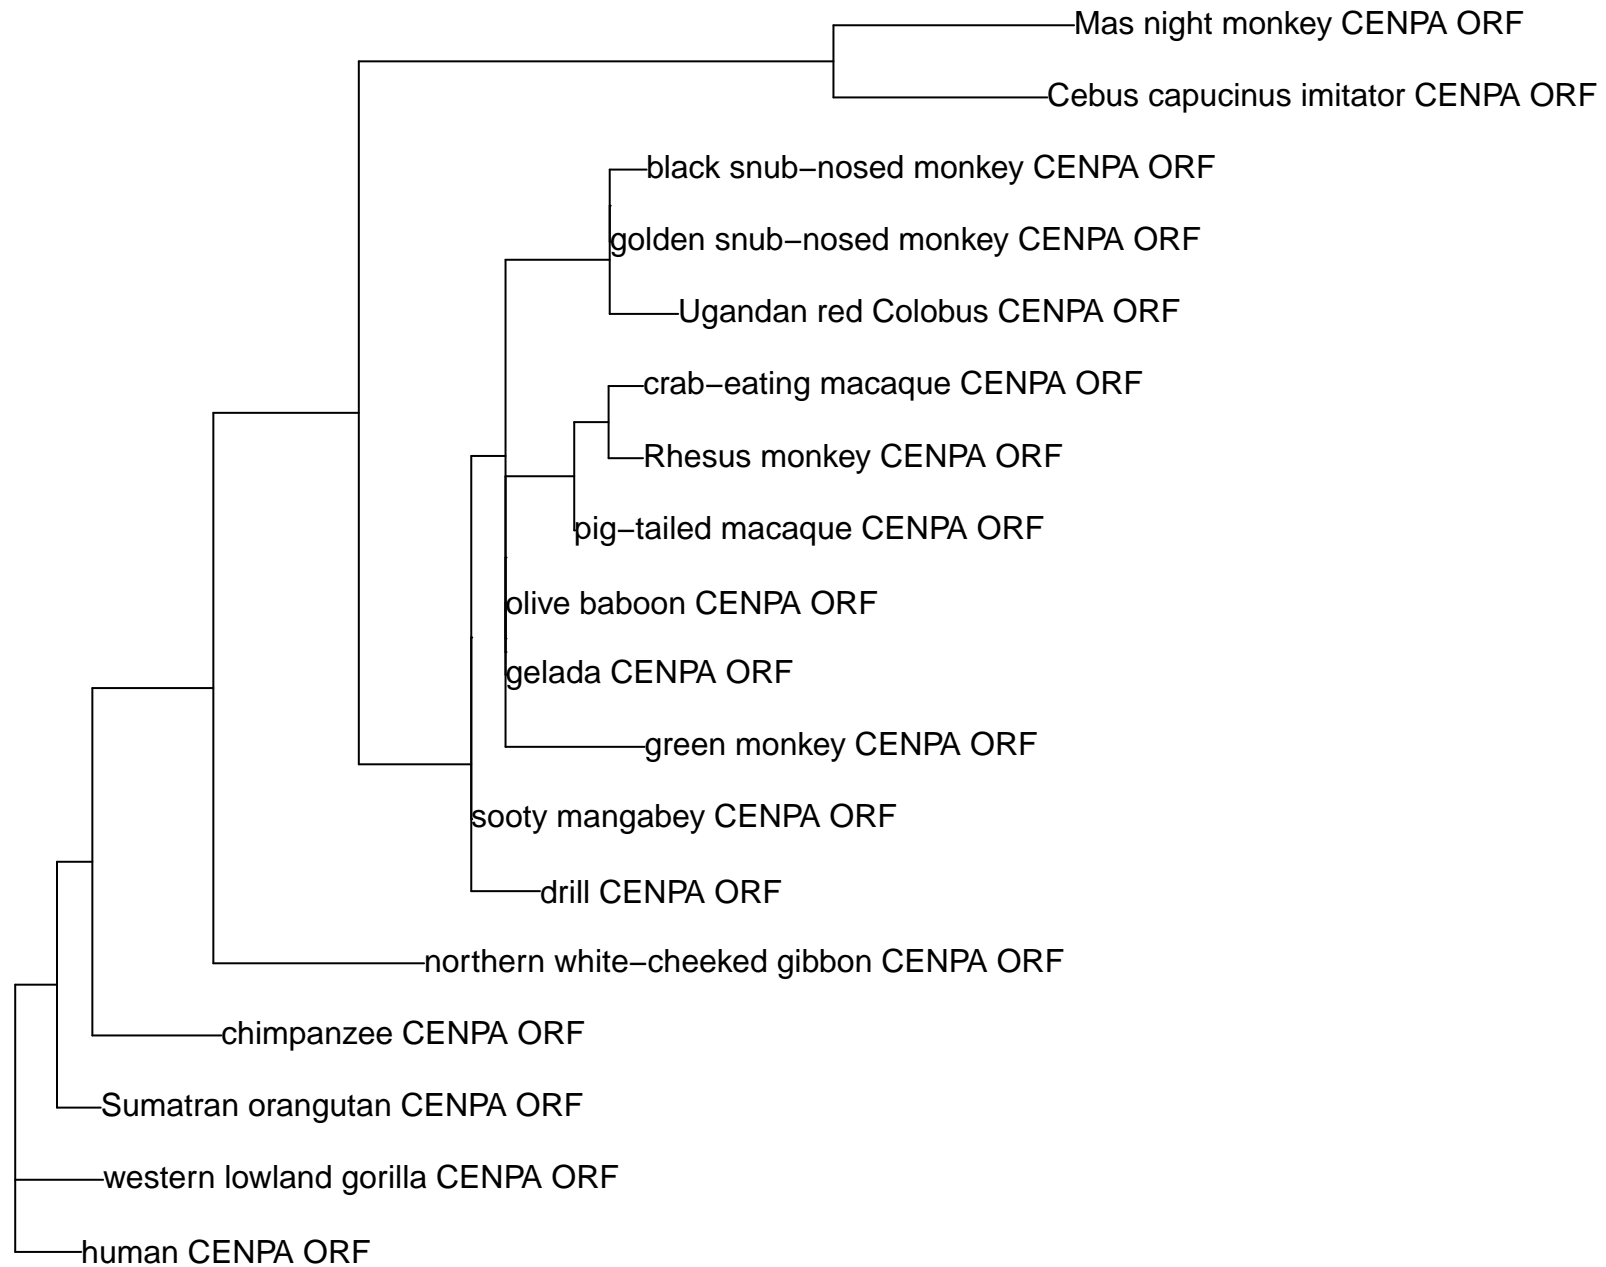 Mas night monkey CENPA ORF
Cebus capucinus imitator CENPA ORF
black snub−nosed monkey CENPA ORF
golden snub−nosed monkey CENPA ORF
Ugandan red Colobus CENPA ORF
crab−eating macaque CENPA ORF
Rhesus monkey CENPA ORF
pig−tailed macaque CENPA ORF
olive baboon CENPA ORF
gelada CENPA ORF
green monkey CENPA ORF
sooty mangabey CENPA ORF
drill CENPA ORF
northern white−cheeked gibbon CENPA ORF
chimpanzee CENPA ORF
Sumatran orangutan CENPA ORF
western lowland gorilla CENPA ORF
human CENPA ORF